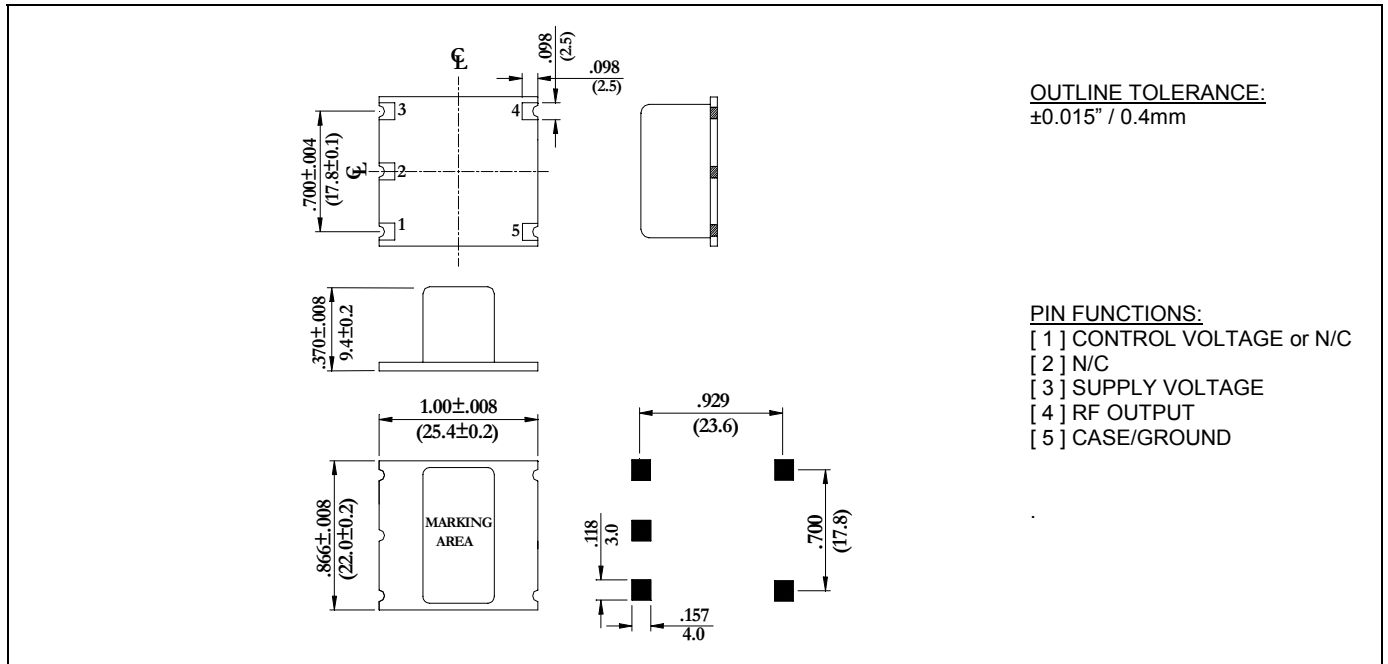 ℄
.098
(2.5)
.098
(2.5)
3
4
℄
2
.700±.004
(17.8±0.1)
1
5
.370±.008
9.4±0.2
1.00±.008
(25.4±0.2)
.866±.008
(22.0±0.2)
MARKING
AREA
.929
(23.6)
.118
3.0
.700
(17.8)
.157
4.0
OUTLINE TOLERANCE:
±0.015” / 0.4mm
PIN FUNCTIONS:
[ 1 ] CONTROL VOLTAGE or N/C
[ 2 ] N/C
[ 3 ] SUPPLY VOLTAGE
[ 4 ] RF OUTPUT
[ 5 ] CASE/GROUND
.